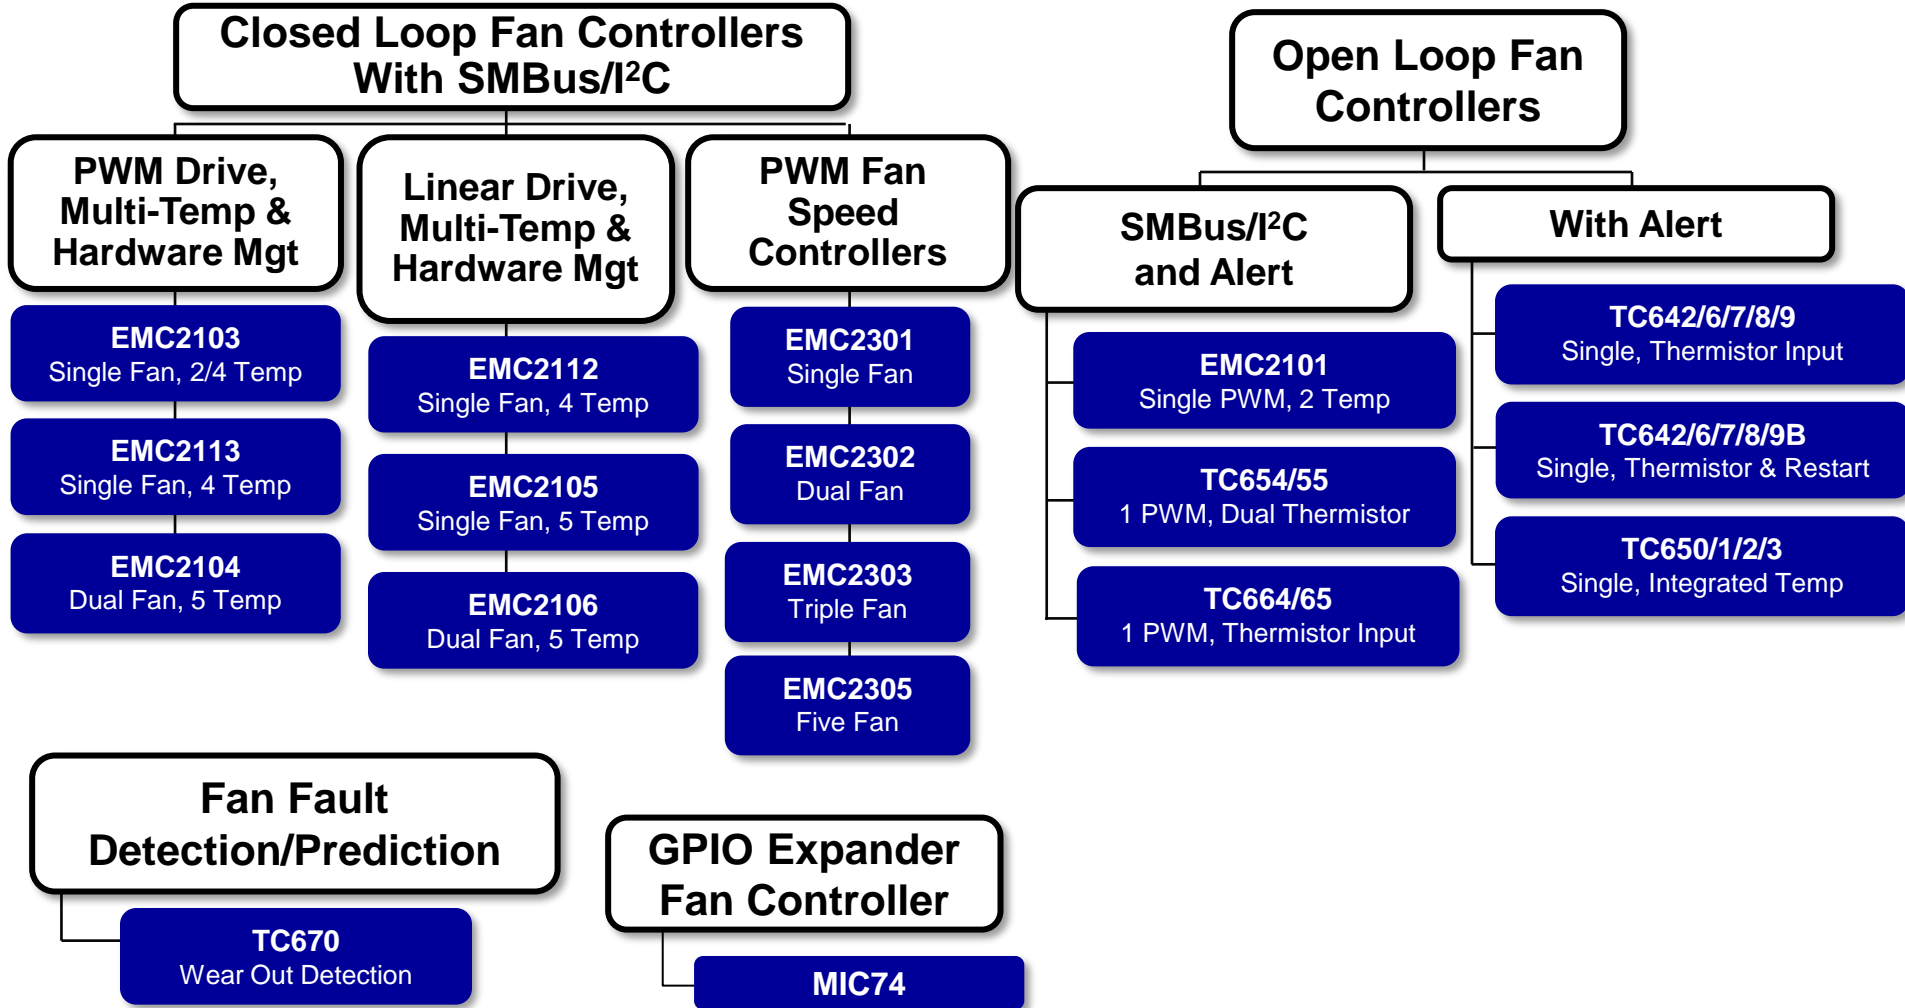 Closed Loop Fan Controllers
With SMBus/I²C
PWM Drive,
Multi-Temp &
Hardware Mgt
EMC2103
Single Fan, 2/4 Temp
EMC2113
Single Fan, 4 Temp
EMC2104
Dual Fan, 5 Temp
Linear Drive,
Multi-Temp &
Hardware Mgt
EMC2112
Single Fan, 4 Temp
EMC2105
Single Fan, 5 Temp
EMC2106
Dual Fan, 5 Temp
PWM Fan
Speed
Controllers
EMC2301
Single Fan
EMC2302
Dual Fan
EMC2303
Triple Fan
EMC2305
Five Fan
Open Loop Fan
Controllers
SMBus/I²C
and Alert
EMC2101
Single PWM, 2 Temp
TC654/55
1 PWM, Dual Thermistor
TC664/65
1 PWM, Thermistor Input
With Alert
TC642/6/7/8/9
Single, Thermistor Input
TC642/6/7/8/9B
Single, Thermistor & Restart
TC650/1/2/3
Single, Integrated Temp
Fan Fault
Detection/Prediction
TC670
Wear Out Detection
GPIO Expander
Fan Controller
MIC74